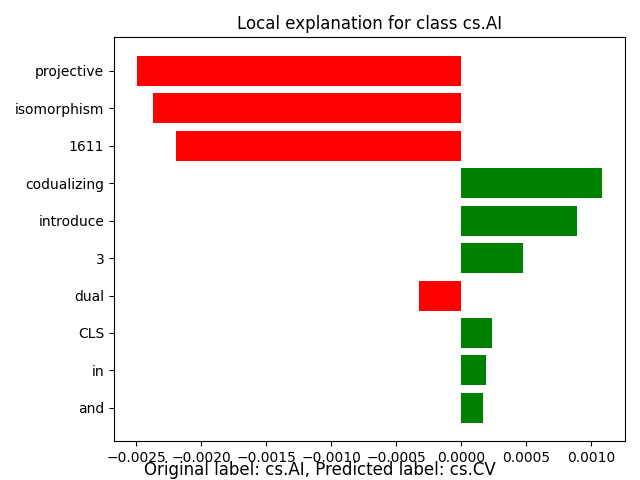 Local explanation for class cs.AI
projective
isomorphism
1611
codualizing
introduce
3
dual
CLS
in
and
−0.0025 −0.0020 −0.0015 −0.0010 −0.0005 0.0000 0.0005 0.0010
Original label: cs.AI, Predicted label: cs.CV